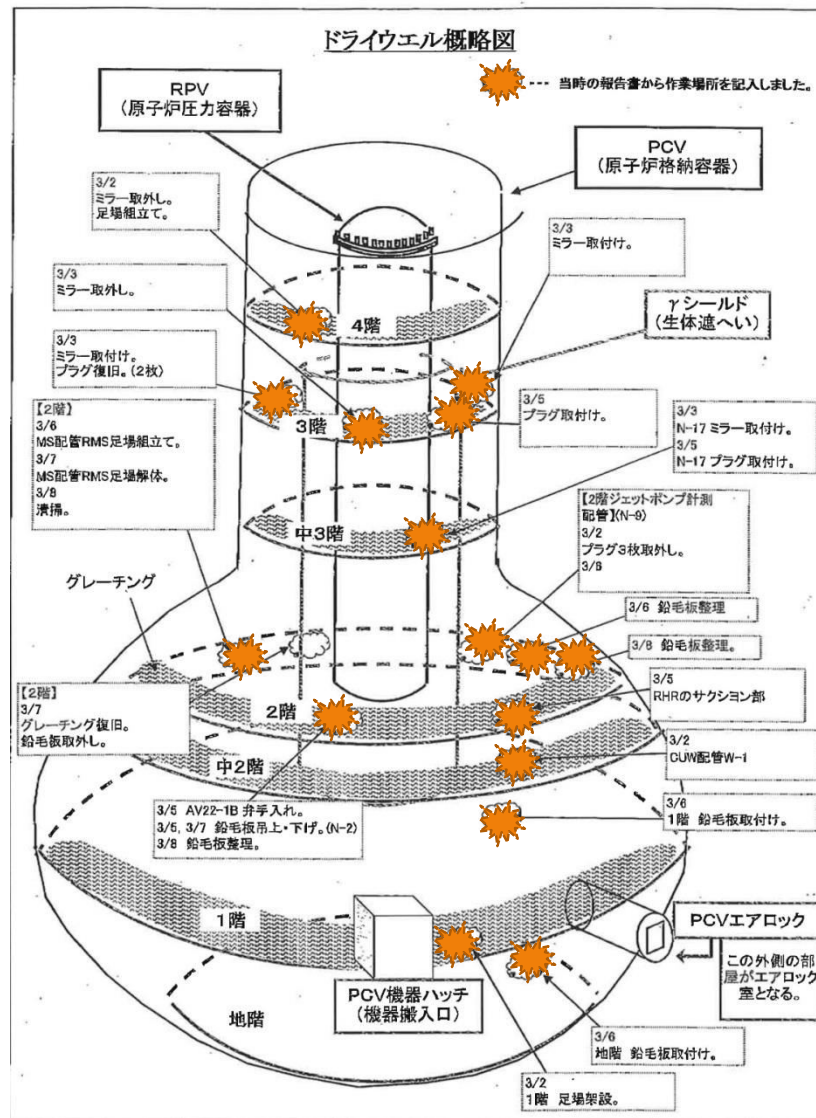 ドライウエル概略図
--- 当時の報告書から作業場所を記入しました。
RPV
(原子炉圧力容器)
PCV
(原子炉格納容器)
3/2
ミラー取外し。
足場組立て。
3/3
ミラー取付け。
3/3
ミラー取外し。
γシールド
(生体遮へい)
4階
3/3
ミラー取付け。
プラグ復旧。(2枚)
3/5
プラグ取付け。
3/3
N-17 ミラー取付け。
3/5
N-17 プラグ取付け。
3階
【2階】
3/6
MS配管RMS足場組立て。
3/7
MS配管RMS足場解体。
3/8
清掃。
【2階ジェットポンプ計測
配管】(N-9)
3/2
プラグ3枚取外し。
3/6
中3階
グレーチング
3/6 鉛毛板整理
3/8 鉛毛板整理。
【2階】
3/7
グレーチング復旧。
鉛毛板取外し。
3/5
RHRのサクション部
2階
3/2
CUW配管W-1
中2階
3/5 AV22-1B 弁手入れ。
3/5, 3/7 鉛毛板吊上・下げ。(N-2)
3/8 鉛毛板整理。
3/6
1階 鉛毛板取付け。
1階
PCVエアロック
この外側の部
屋がエアロック
室となる。
PCV機器ハッチ
(機器搬入口)
地階
3/6
地階 鉛毛板取付け。
3/2
1階 足場架設。